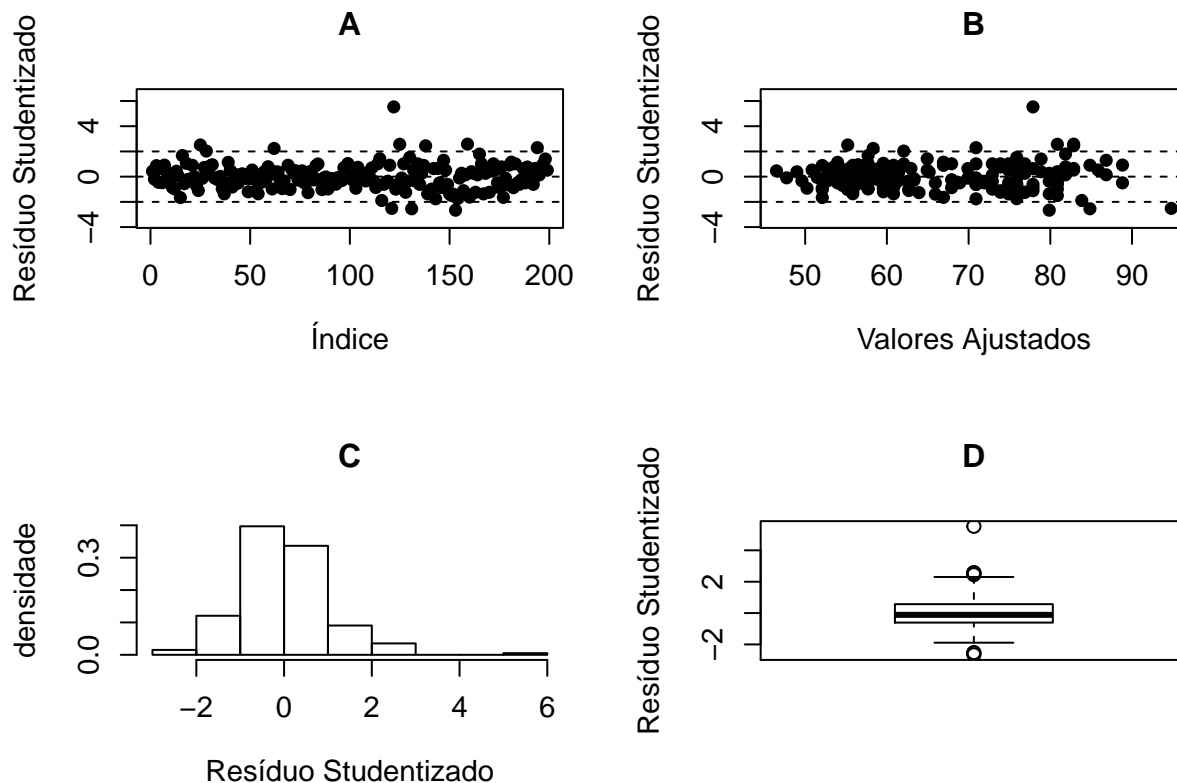 A
Resíduo Studentizado
4
0
−4
0 50 100 150 200
Índice
B
Resíduo Studentizado
4
0
−4
50 60 70 80 90
Valores Ajustados
C
densidade
0.3
0.0
−2 0 2 4 6
Resíduo Studentizado
D
Resíduo Studentizado
2
−2